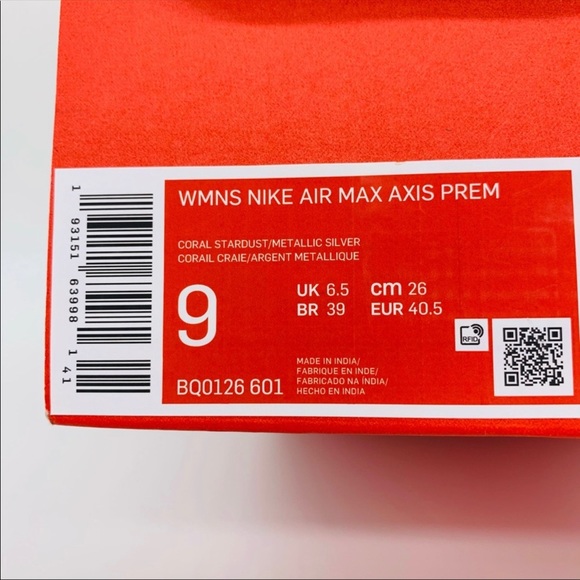 WMNS NIKE AIR MAX AXIS PREM
CORAL STARDUST/METALLIC SILVER
CORAIL CRAIE/ARGENT METALLIQUE
9
UK 6.5 cm 26
BR 39 EUR 40.5
BQ0126 601
MADE IN INDIA/
FABRIQUE EN INDE/
FABRICADO NA ÍNDIA/
HECHO EN INDIA
RFID
1 93151 63998 1 41